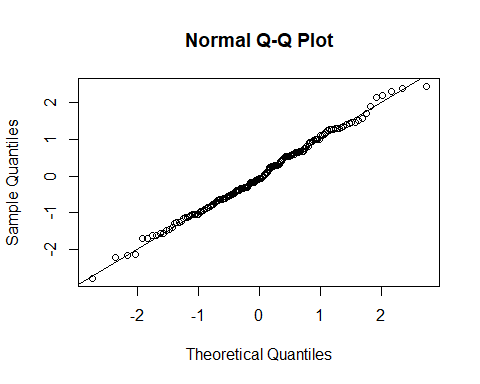 Normal Q-Q Plot
Sample Quantiles
2
1
0
-1
-2
-2 -1 0 1 2
Theoretical Quantiles